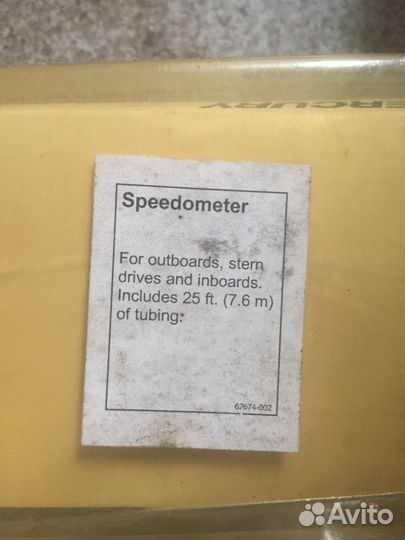 ERCURY
Speedometer
For outboards, stern
drives and inboards.
Includes 25 ft. (7.6 m)
of tubing.
62674-002
Avito